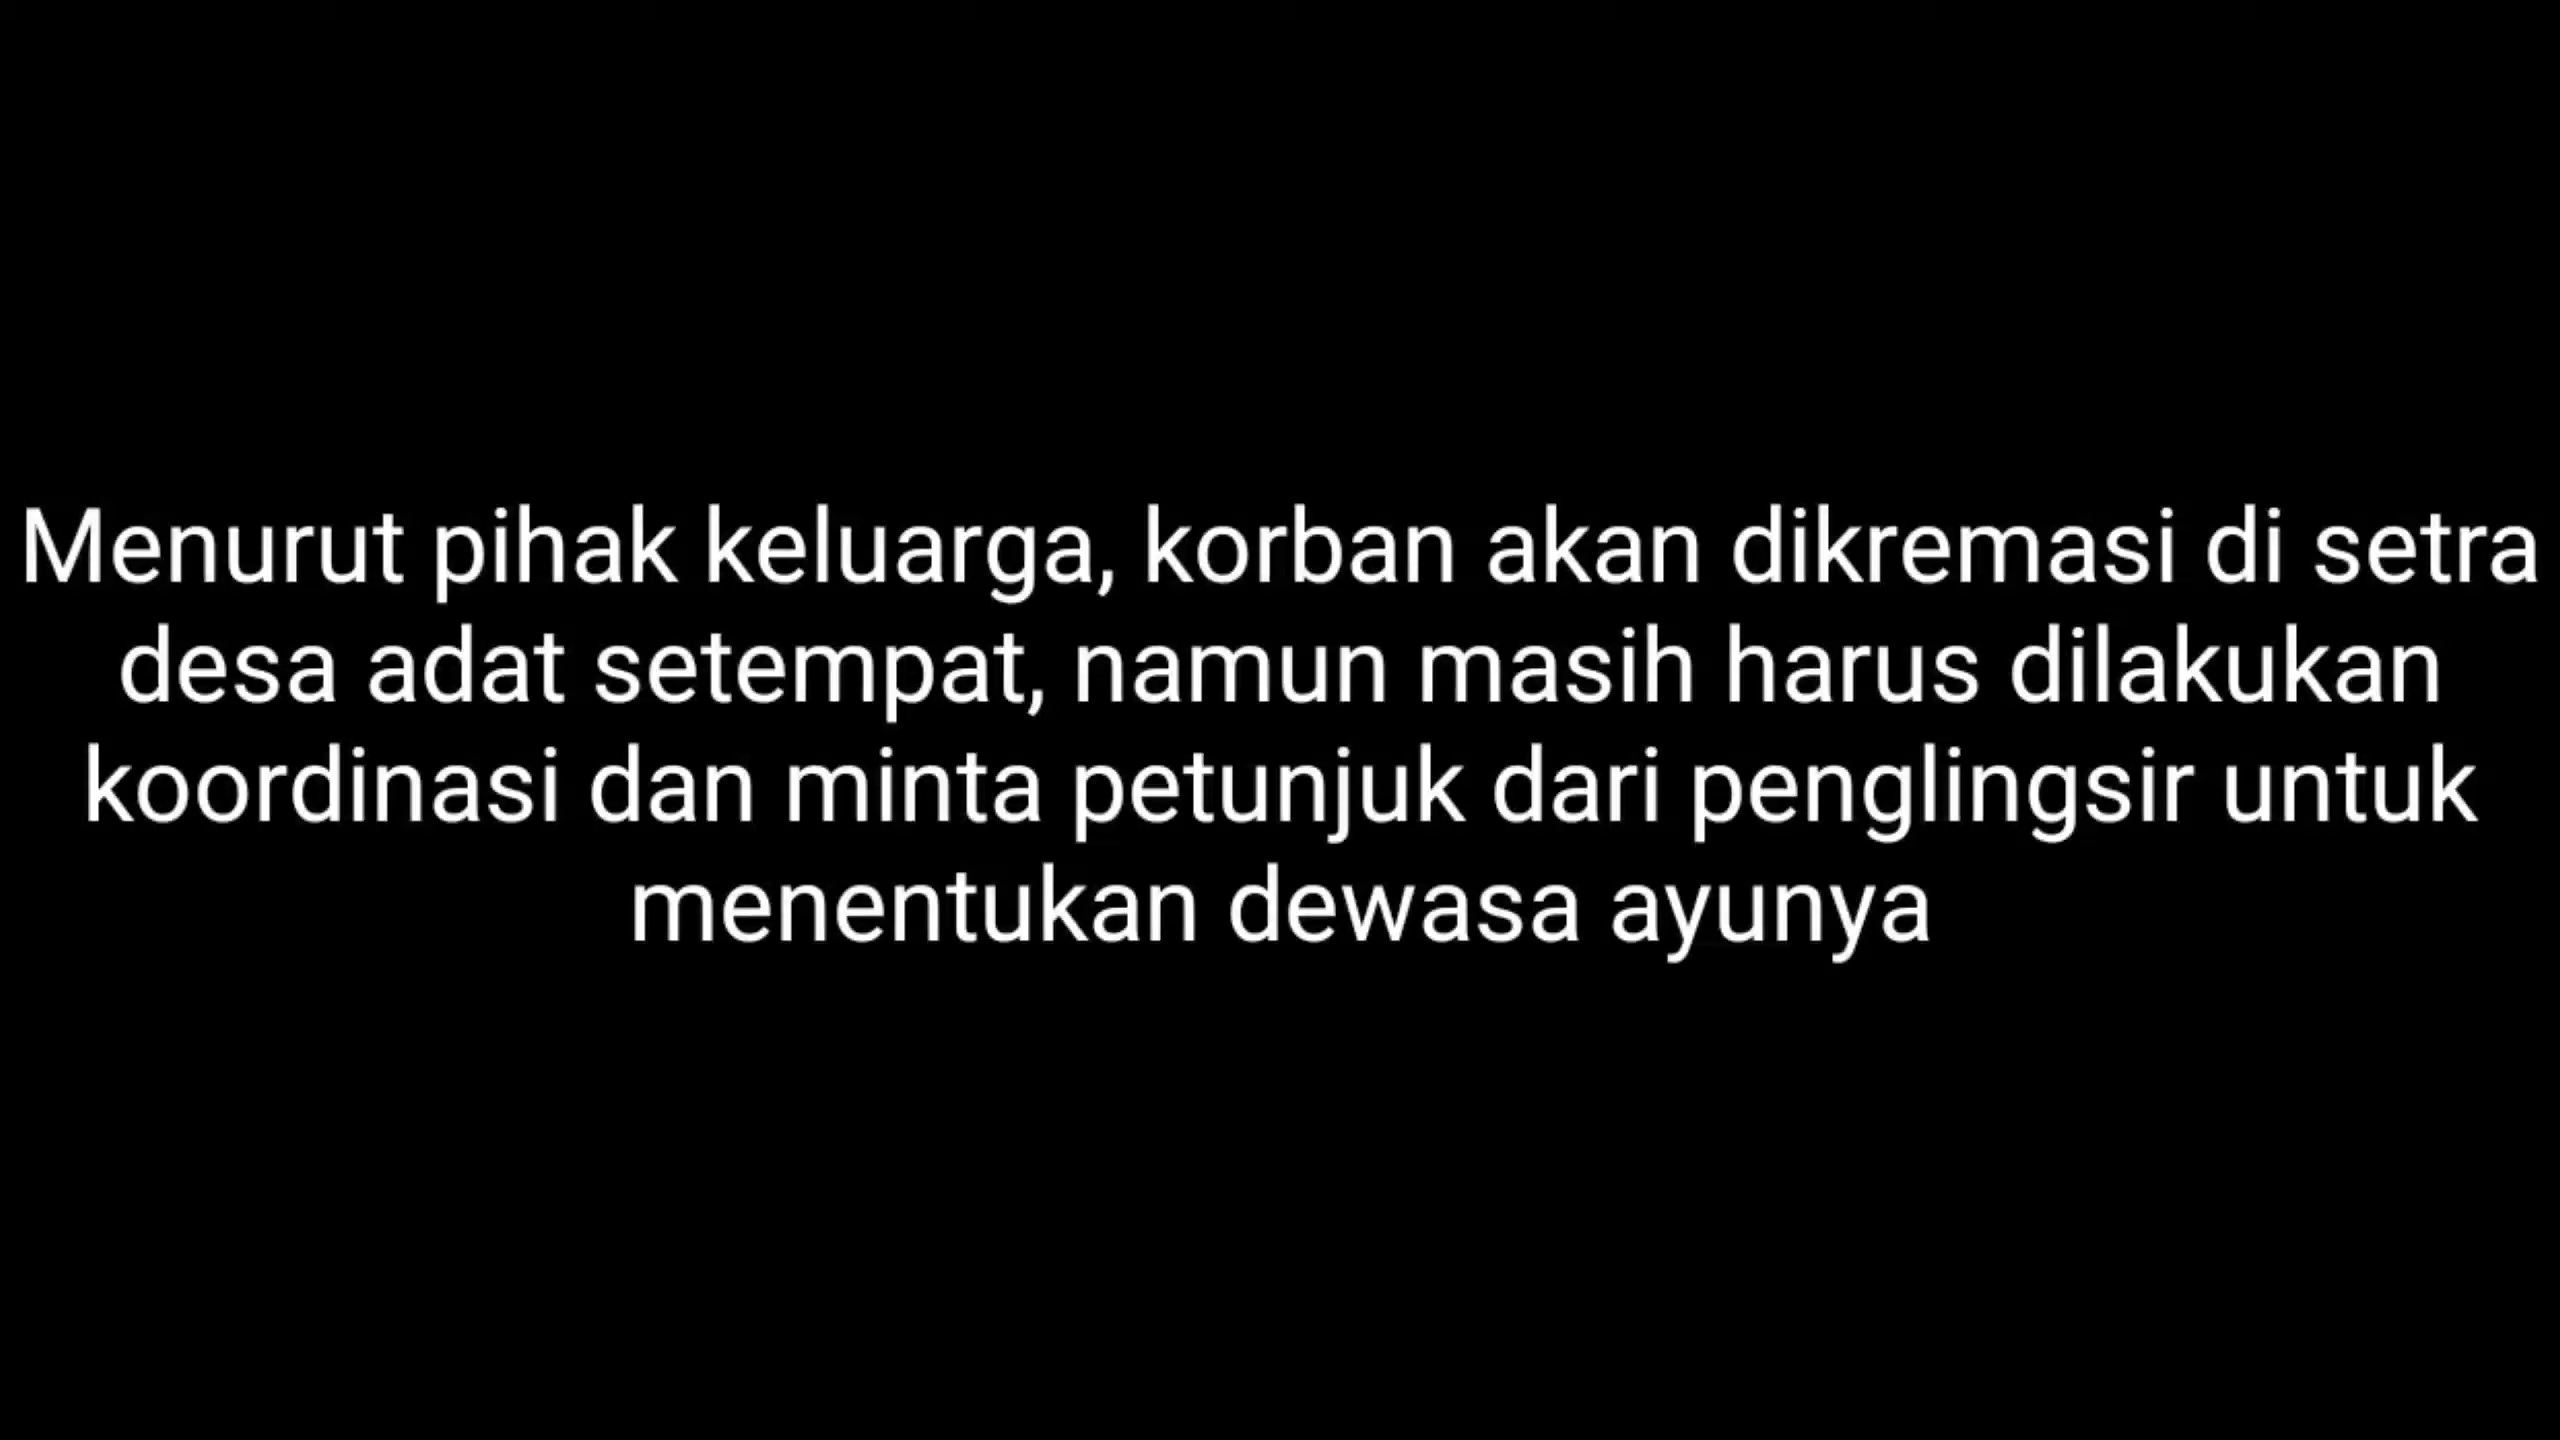 Menurut pihak keluarga, korban akan dikremasi di setra
desa adat setempat, namun masih harus dilakukan
koordinasi dan minta petunjuk dari penglingsir untuk
menentukan dewasa ayunya